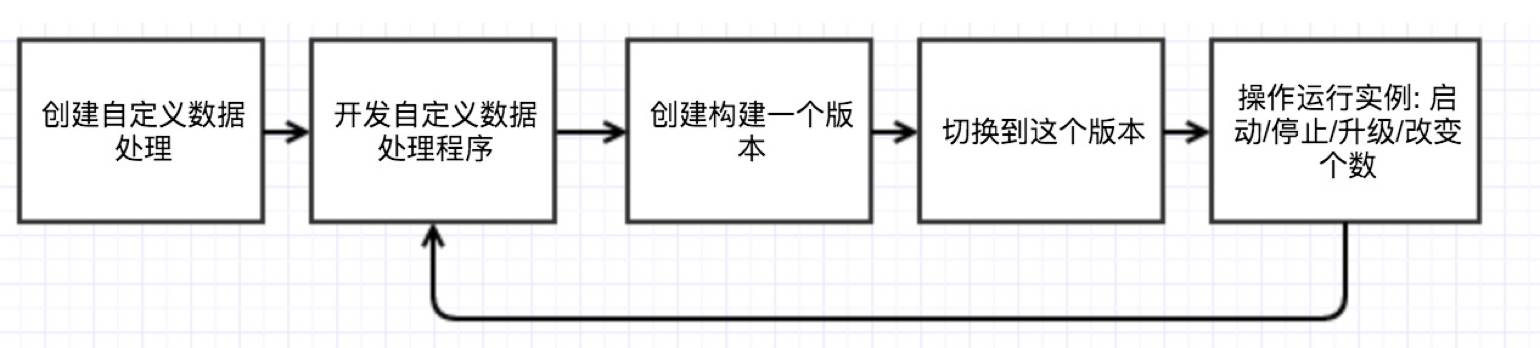 创建自定义数据
处理
开发自定义数据
处理程序
创建构建一个版
本
切换到这个版本
操作运行实例: 启
动/停止/升级/改变
个数